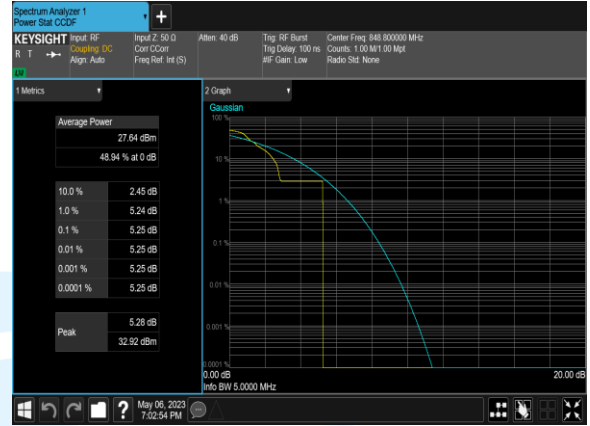 Spectrum Analyzer 1
Power Stat CCDF
KEYSIGHT
R T
LXI
Input: RF
Coupling: DC
Align: Auto
Input Z: 50 Ω
Corr CCorr
Freq Ref: Int (S)
Atten: 40 dB
Trig: RF Burst
Trig Delay: 100 ns
#IF Gain: Low
Center Freq: 848.800000 MHz
Counts: 1.00 M/1.00 Mpt
Radio Std: None
1 Metrics
Average Power
27.64 dBm
48.94 % at 0 dB
10.0 % 2.45 dB
1.0 % 5.24 dB
0.1 % 5.25 dB
0.01 % 5.25 dB
0.001 % 5.25 dB
0.0001 % 5.25 dB
Peak
5.28 dB
32.92 dBm
2 Graph
Gaussian
100 %
10 %
1 %
0.1 %
0.01 %
0.001 %
0.0001 %
0.00 dB 20.00 dB
Info BW 5.0000 MHz
May 06, 2023
7:02:54 PM